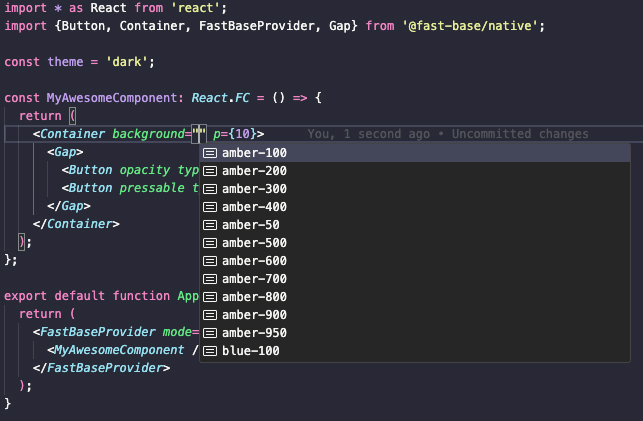 import * as React from 'react';
import {Button, Container, FastBaseProvider, Gap} from '@fast-base/native';
const theme = 'dark';
const MyAwesomeComponent: React.FC = () => {
return (
<Container background="" p={10}> You, 1 second ago • Uncommitted changes
<Gap> amber-100
<Button opacity typ amber-200
<Button pressable t amber-300
</Gap> amber-400
</Container> amber-50
); amber-500
}; amber-600
amber-700
export default function App amber-800
return ( amber-900
<FastBaseProvider mode= amber-950
<MyAwesomeComponent / blue-100
</FastBaseProvider>
);
}